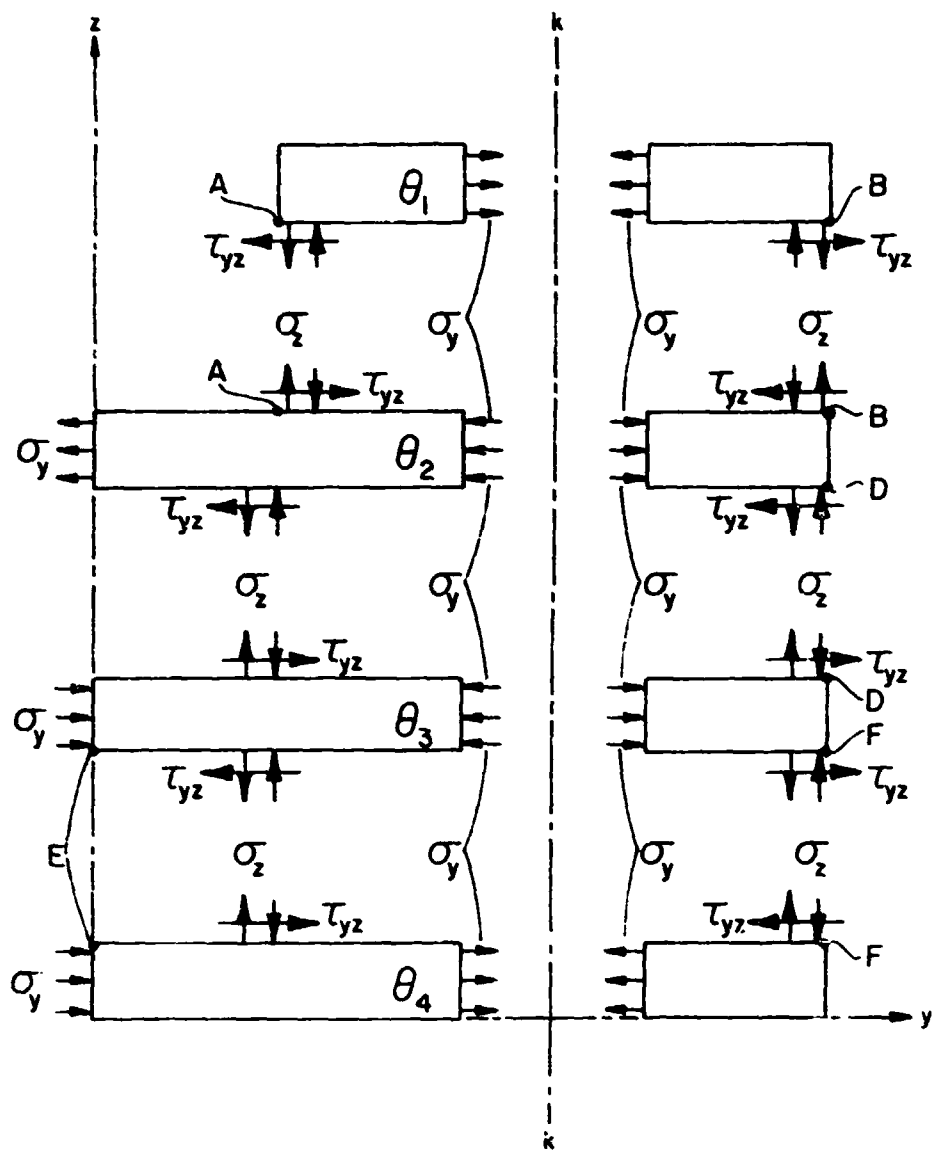 z k
A θ₁ B
τyz τyz
σz σy σy σz
A τyz τyz B
σy θ₂
τyz τyz D
σz σy σy σz
τyz τyz
D
σy θ₃ F
τyz τyz
E σz σy σy σz
τyz τyz
F
σy θ₄
y
k